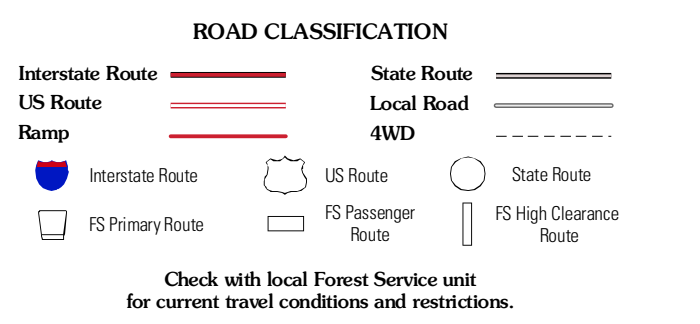 ROAD CLASSIFICATION
Interstate Route
State Route
US Route
Local Road
Ramp
4WD
Interstate Route
US Route
State Route
FS Primary Route
FS Passenger
Route
FS High Clearance
Route
Check with local Forest Service unit
for current travel conditions and restrictions.